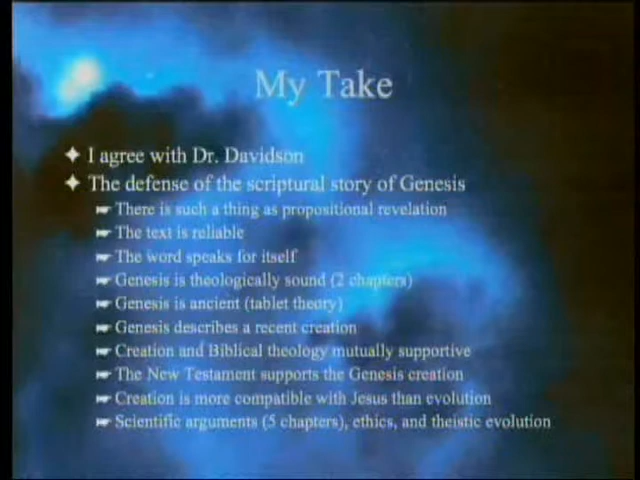 My Take
I agree with Dr. Davidson
The defense of the scriptural story of Genesis
There is such a thing as propositional revelation
The text is reliable
The word speaks for itself
Genesis is theologically sound (2 chapters)
Genesis is ancient (tablet theory)
Genesis describes a recent creation
Creation and Biblical theology mutually supportive
The New Testament supports the Genesis creation
Creation is more compatible with Jesus than evolution
Scientific arguments (5 chapters), ethics, and theistic evolution